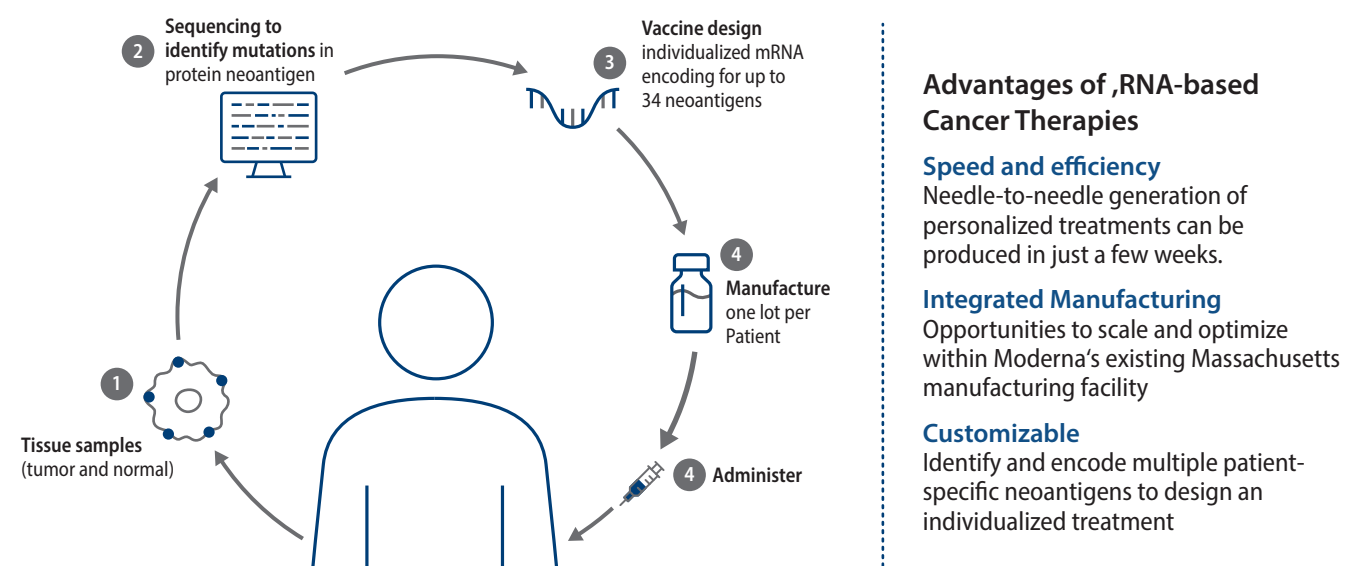 1
Tissue samples
(tumor and normal)
2
Sequencing to
identify mutations in
protein neoantigen
3
Vaccine design
individualized mRNA
encoding for up to
34 neoantigens
4
Manufacture
one lot per
Patient
4
Administer
Advantages of ,RNA-based
Cancer Therapies
Speed and efficiency
Needle-to-needle generation of
personalized treatments can be
produced in just a few weeks.
Integrated Manufacturing
Opportunities to scale and optimize
within Moderna‘s existing Massachusetts
manufacturing facility
Customizable
Identify and encode multiple patient-
specific neoantigens to design an
individualized treatment